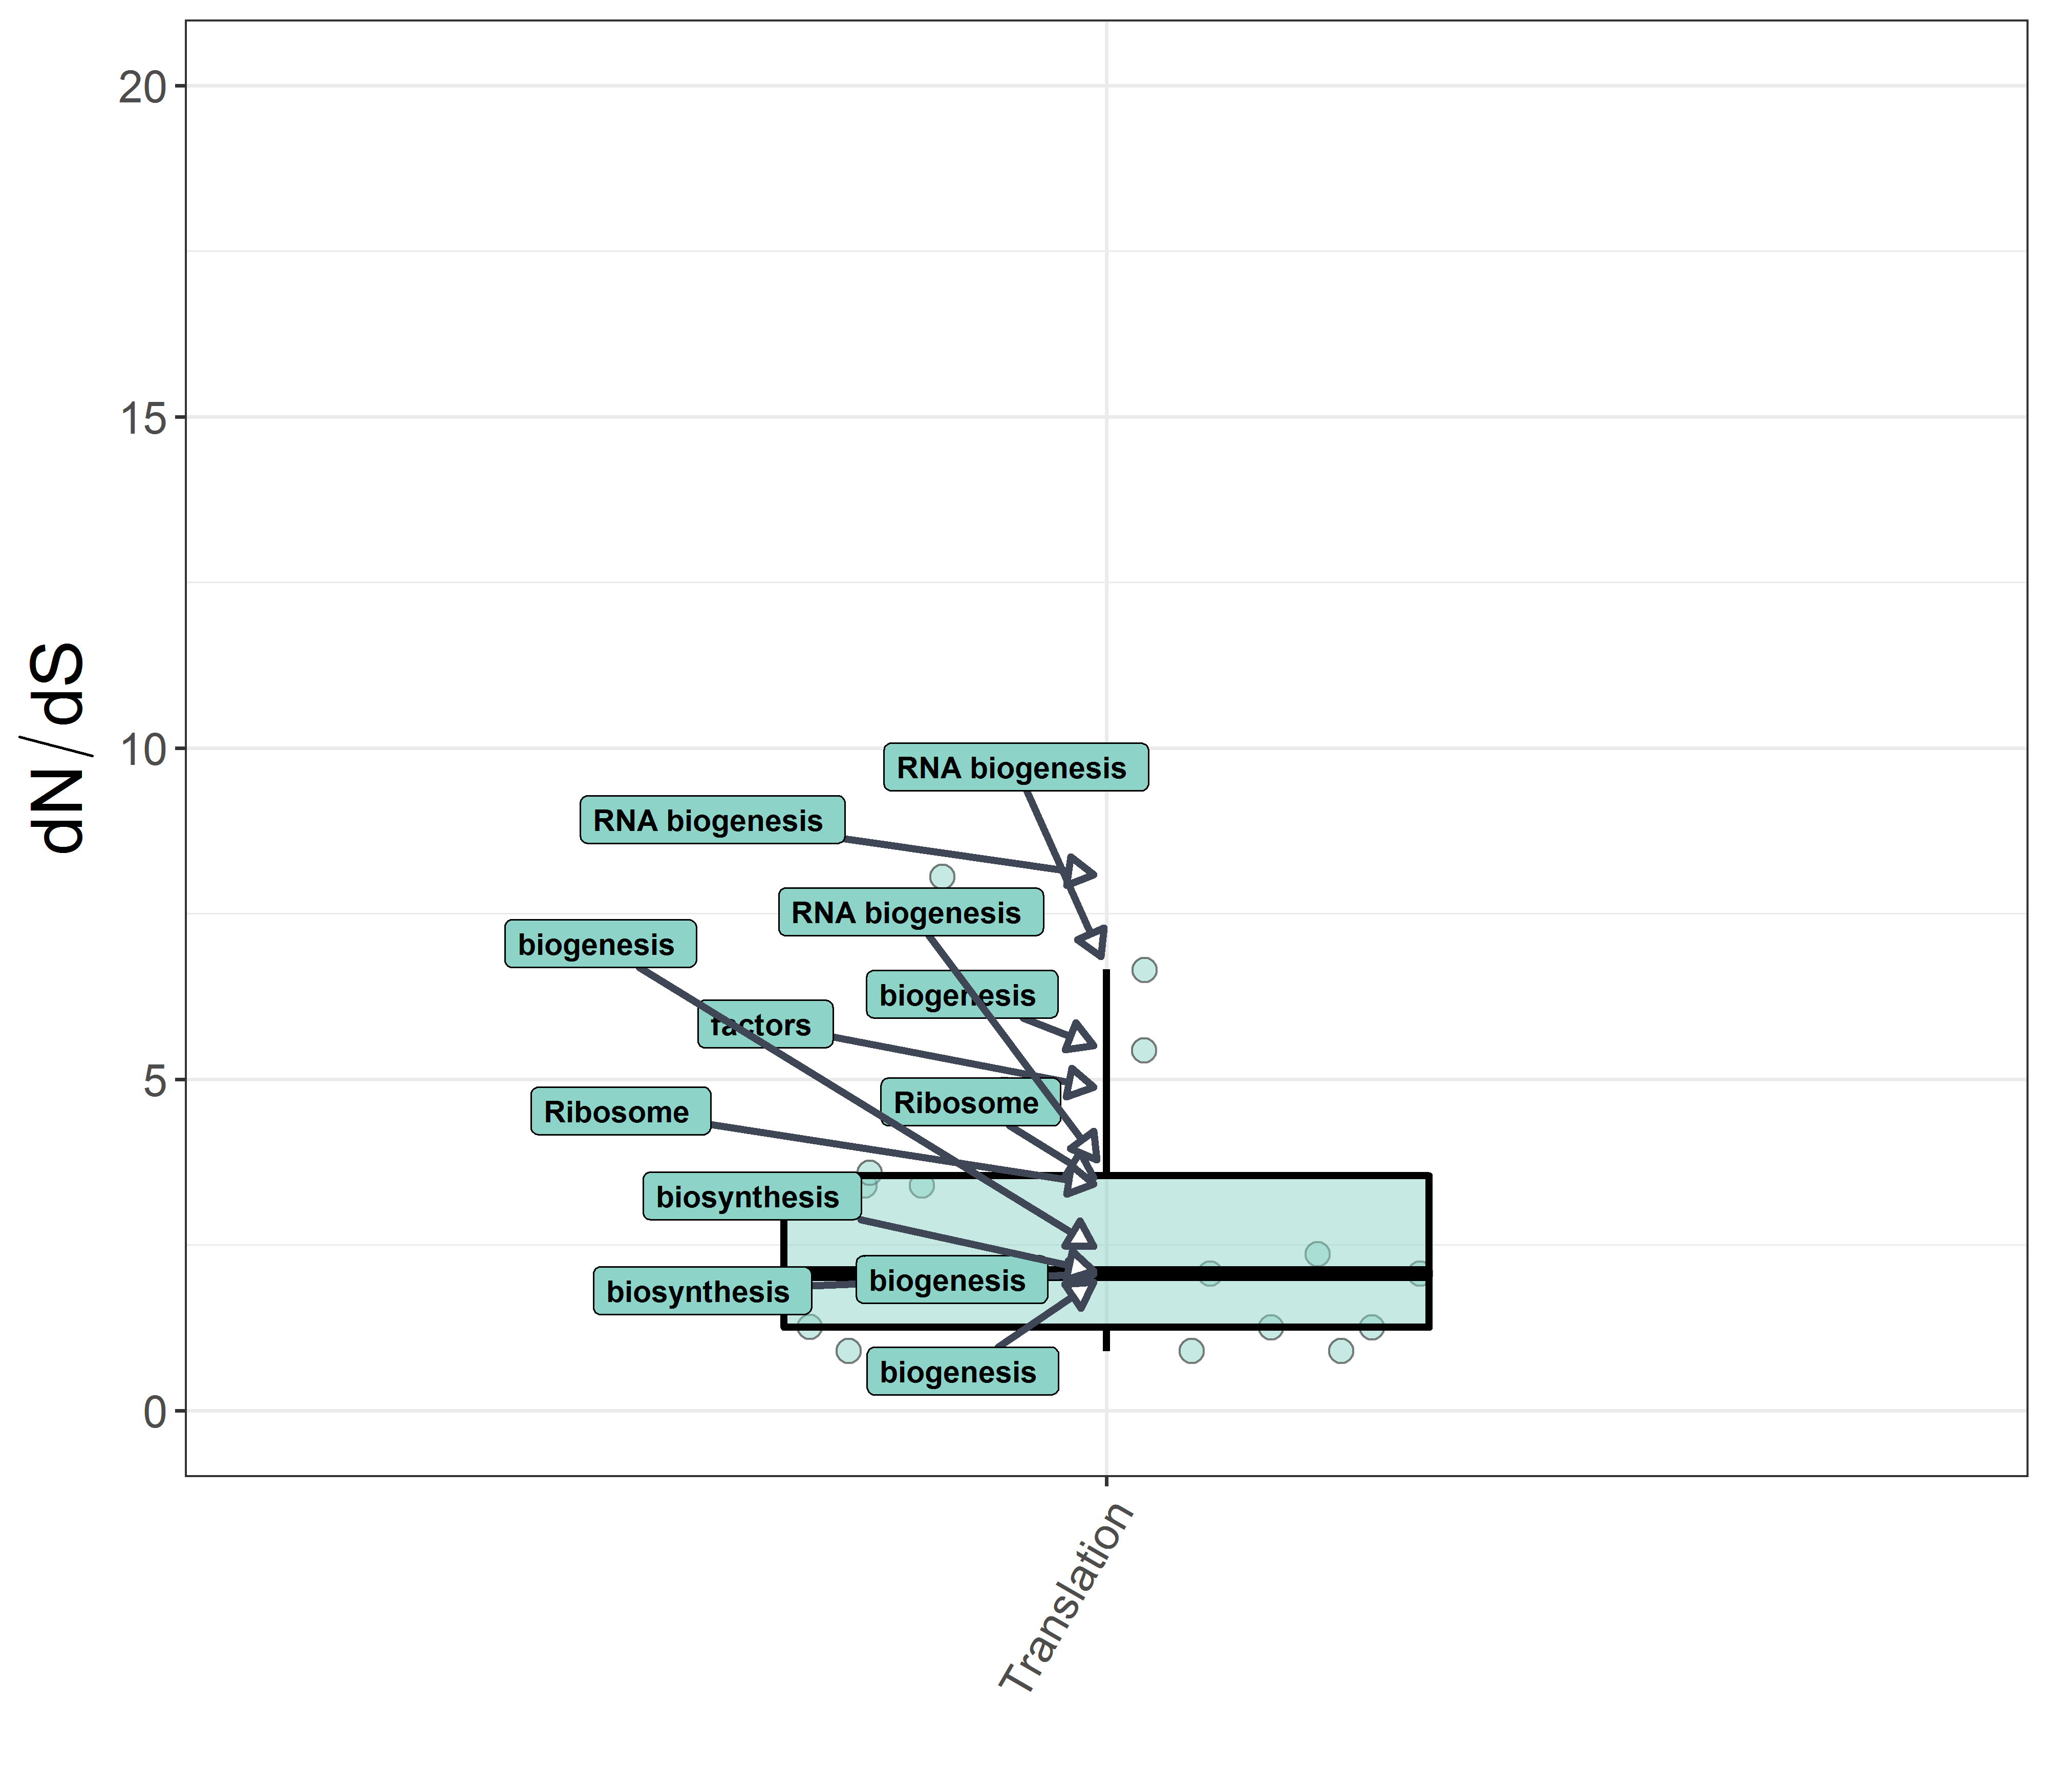 20
15
10
5
0
dN / dS
RNA biogenesis
RNA biogenesis
RNA biogenesis
biogenesis
biogenesis
factors
Ribosome
Ribosome
biosynthesis
biogenesis
biosynthesis
biogenesis
Translation